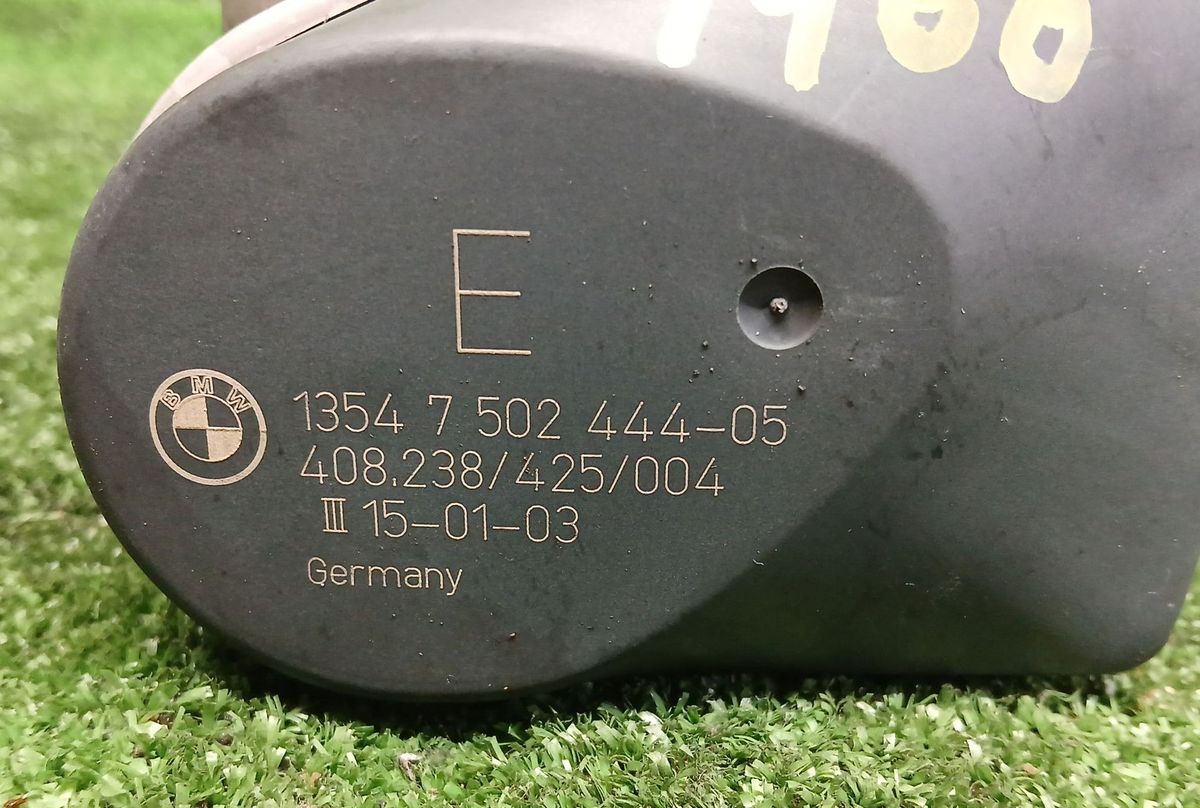 E
BMW
1354 7 502 444-05
408.238/425/004
III 15-01-03
Germany